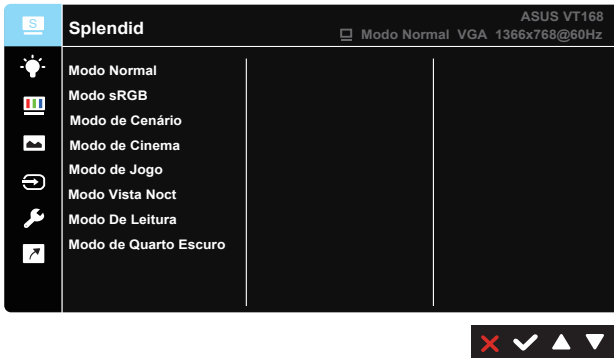 S
Splendid
ASUS VT168
Modo Normal VGA 1366x768@60Hz
Modo Normal
Modo sRGB
Modo de Cenário
Modo de Cinema
Modo de Jogo
Modo Vista Noct
Modo De Leitura
Modo de Quarto Escuro